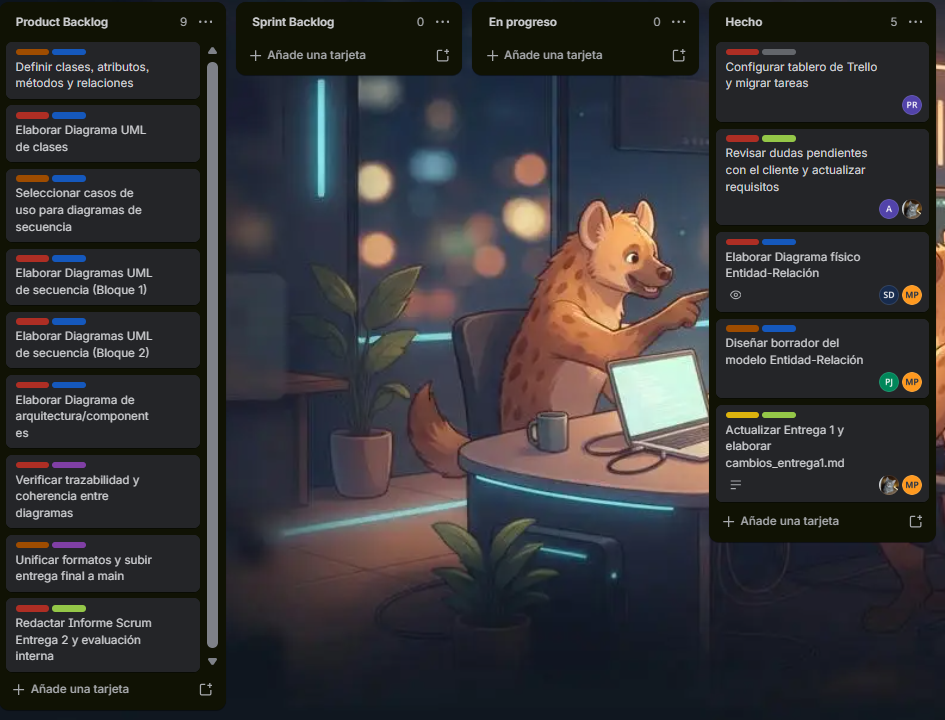 Product Backlog 9 ...
Definir clases, atributos,
métodos y relaciones
Elaborar Diagrama UML
de clases
Seleccionar casos de
uso para diagramas de
secuencia
Elaborar Diagramas UML
de secuencia (Bloque 1)
Elaborar Diagramas UML
de secuencia (Bloque 2)
Elaborar Diagrama de
arquitectura/component
es
Verificar trazabilidad y
coherencia entre
diagramas
Unificar formatos y subir
entrega final a main
Redactar Informe Scrum
Entrega 2 y evaluación
interna
Añade una tarjeta
Sprint Backlog 0 ...
Añade una tarjeta
En progreso 0 ...
Añade una tarjeta
Hecho 5 ...
Configurar tablero de Trello
y migrar tareas
PR
Revisar dudas pendientes
con el cliente y actualizar
requisitos
A
Elaborar Diagrama físico
Entidad-Relación
SD MP
Diseñar borrador del
modelo Entidad-Relación
PJ MP
Actualizar Entrega 1 y
elaborar
cambios_entrega1.md
MP
Añade una tarjeta